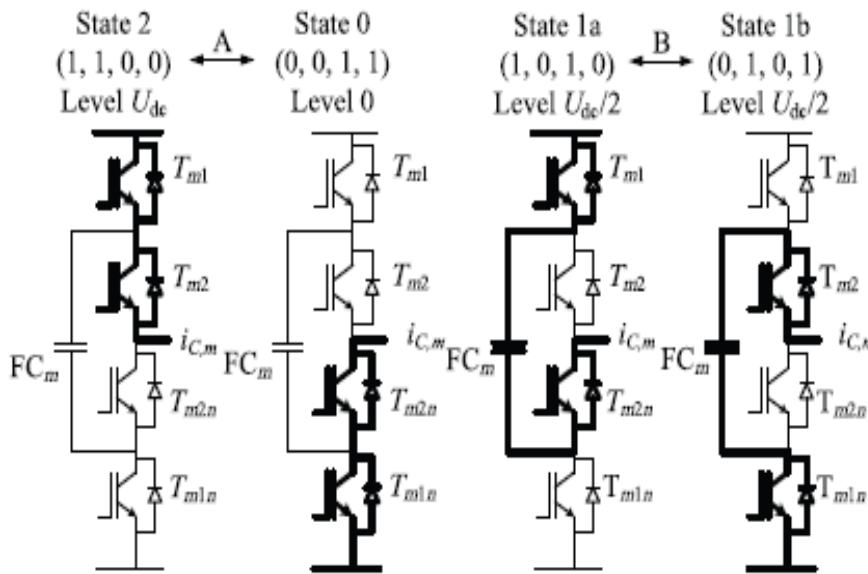 State 2
(1, 1, 0, 0)
Level Udc
A
State 0
(0, 0, 1, 1)
Level 0
State 1a
(1, 0, 1, 0)
Level Udc/2
B
State 1b
(0, 1, 0, 1)
Level Udc/2
Tm1
Tm1
Tm1
Tm1
Tm2
Tm2
Tm2
Tm2
iC,m
iC,m
iC,m
iC,m
FCm
FCm
FCm
FCm
Tm2n
Tm2n
Tm2n
Tm2n
Tm1n
Tm1n
Tm1n
Tm1n